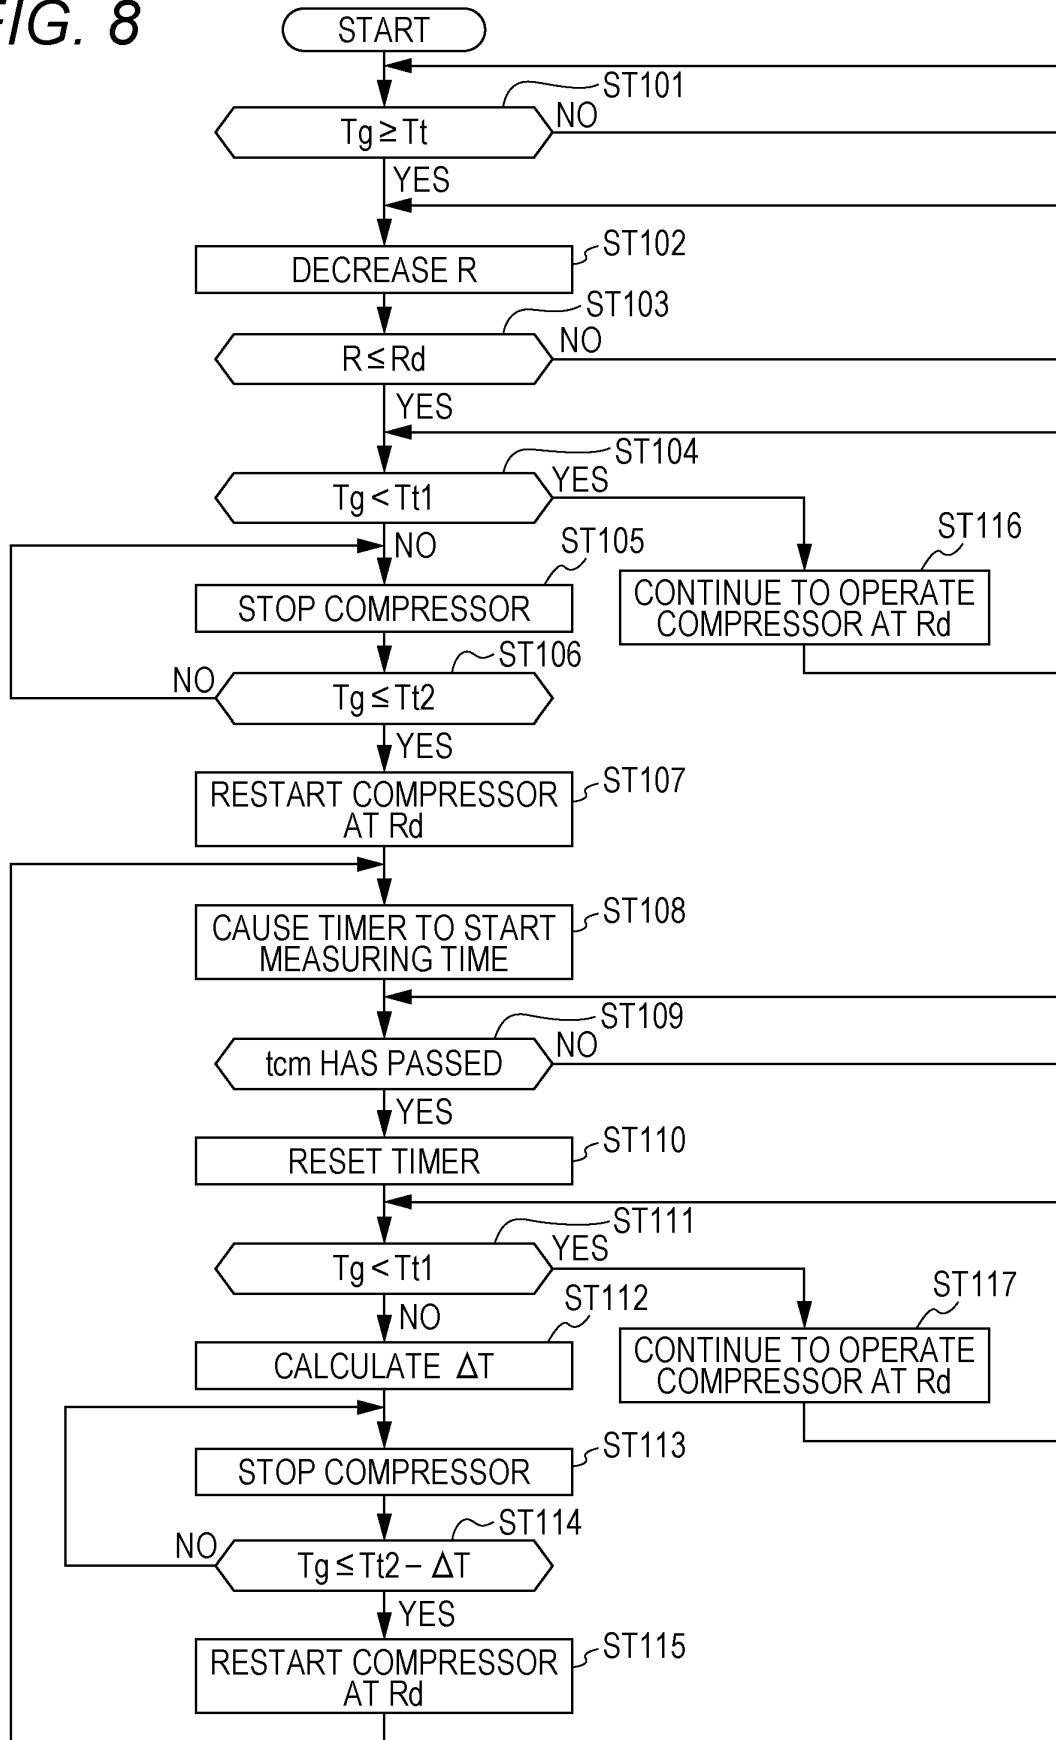 FIG. 8
START
ST101
Tg ≥ Tt
NO
YES
ST102
DECREASE R
ST103
R ≤ Rd
NO
YES
ST104
Tg < Tt1
YES
NO
ST105
STOP COMPRESSOR
ST116
CONTINUE TO OPERATE
COMPRESSOR AT Rd
ST106
NO
Tg ≤ Tt2
YES
ST107
RESTART COMPRESSOR
AT Rd
ST108
CAUSE TIMER TO START
MEASURING TIME
ST109
tcm HAS PASSED
NO
YES
ST110
RESET TIMER
ST111
Tg < Tt1
YES
NO
ST112
CALCULATE ΔT
ST117
CONTINUE TO OPERATE
COMPRESSOR AT Rd
ST113
STOP COMPRESSOR
ST114
NO
Tg ≤ Tt2 − ΔT
YES
ST115
RESTART COMPRESSOR
AT Rd